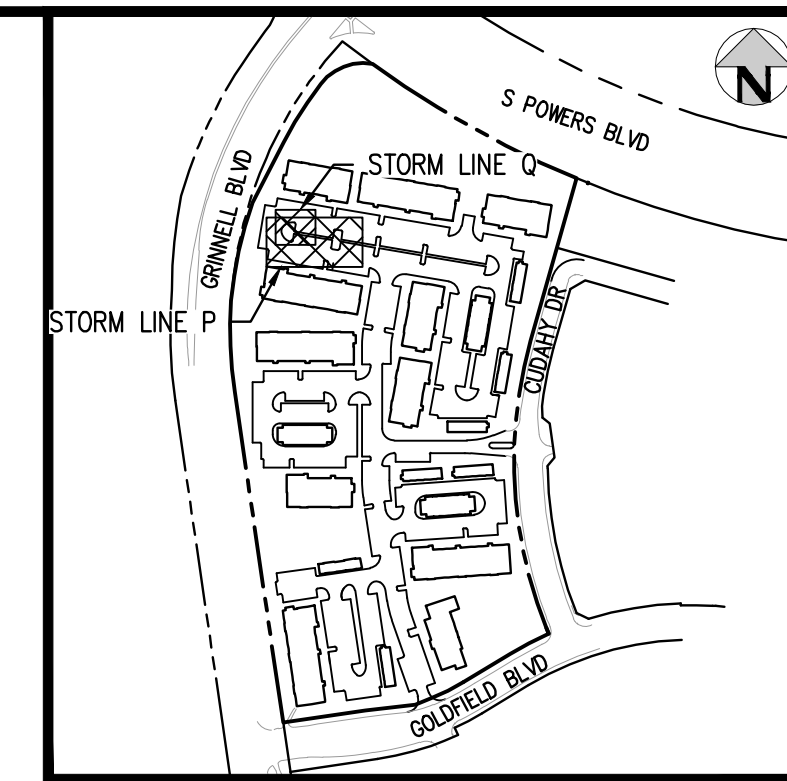 N
S POWERS BLVD
STORM LINE Q
GRINNELL BLVD
STORM LINE P
CUDAHY DR
GOLDFIELD BLVD